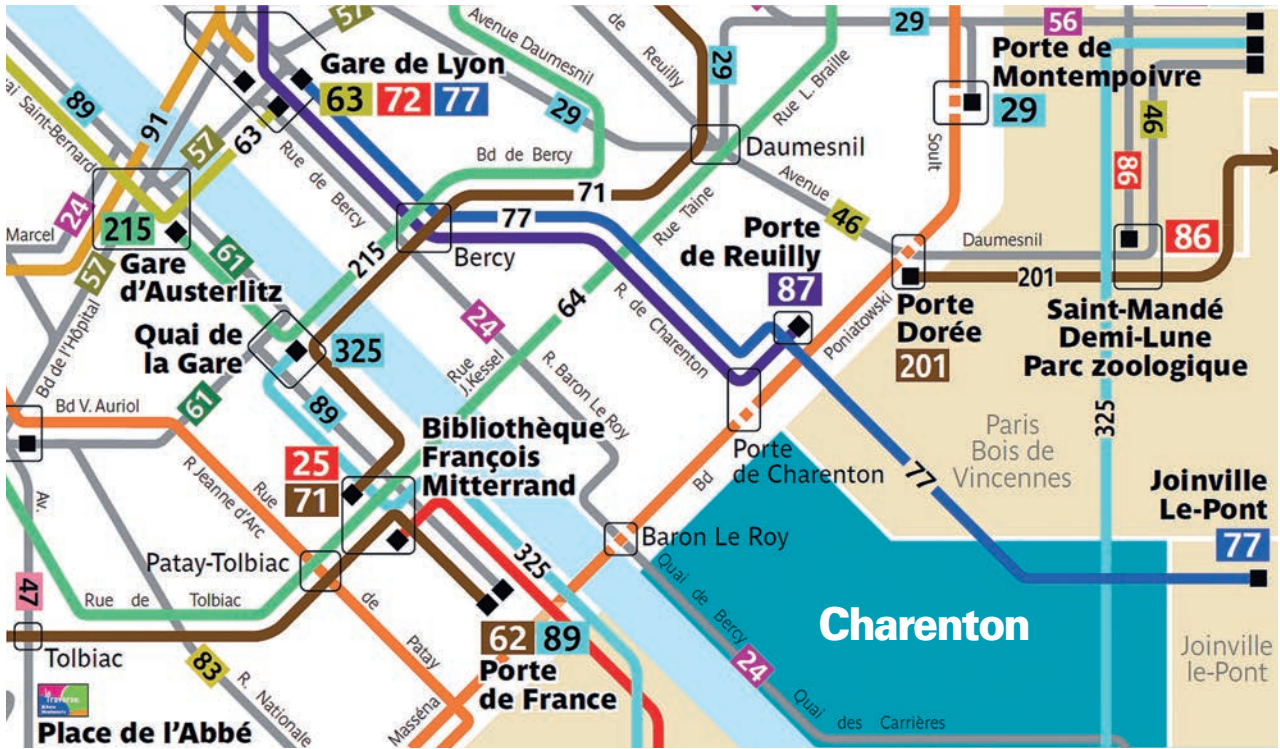 57
de
Avenue Daumesnil
Reuilly
29
56
Gare de Lyon
63 72 77
Porte de
Montempoivre
29
29
Rue L. Braille
Soult
46
86
89
91
57
63
29
Saint-Bernard
Rue
de
Bercy
Bd de Bercy
Daumesnil
71
Avenue
24
Marcel
215
61
Gare
d'Austerlitz
57
215
Bercy
77
Rue Taine
46
Porte
de Reuilly
87
Daumesnil
86
201
Porte
Dorée
201
Saint-Mandé
Demi-Lune
Parc zoologique
Quai de
la Gare
325
64
24
R. de Charenton
Poniatowski
Bd de l'Hôpital
Rue
J.Kessel
R. Baron Le Roy
61
89
Bd V. Auriol
325
Bibliothèque
François
Mitterrand
25
71
Porte
de Charenton
Paris
Bois de
Vincennes
77
Joinville
Le-Pont
77
Rue
R Jeanne d'Arc
Av.
Bd
Baron Le Roy
Patay-Tolbiac
325
Quai
de
Bercy
47
Rue de Tolbiac
de
Charenton
Tolbiac
62 89
Porte
de France
Patay
24
Joinville
le-Pont
83
R. Nationale
Masséna
Quai
des Carrières
la Traverse
Place de l'Abbé